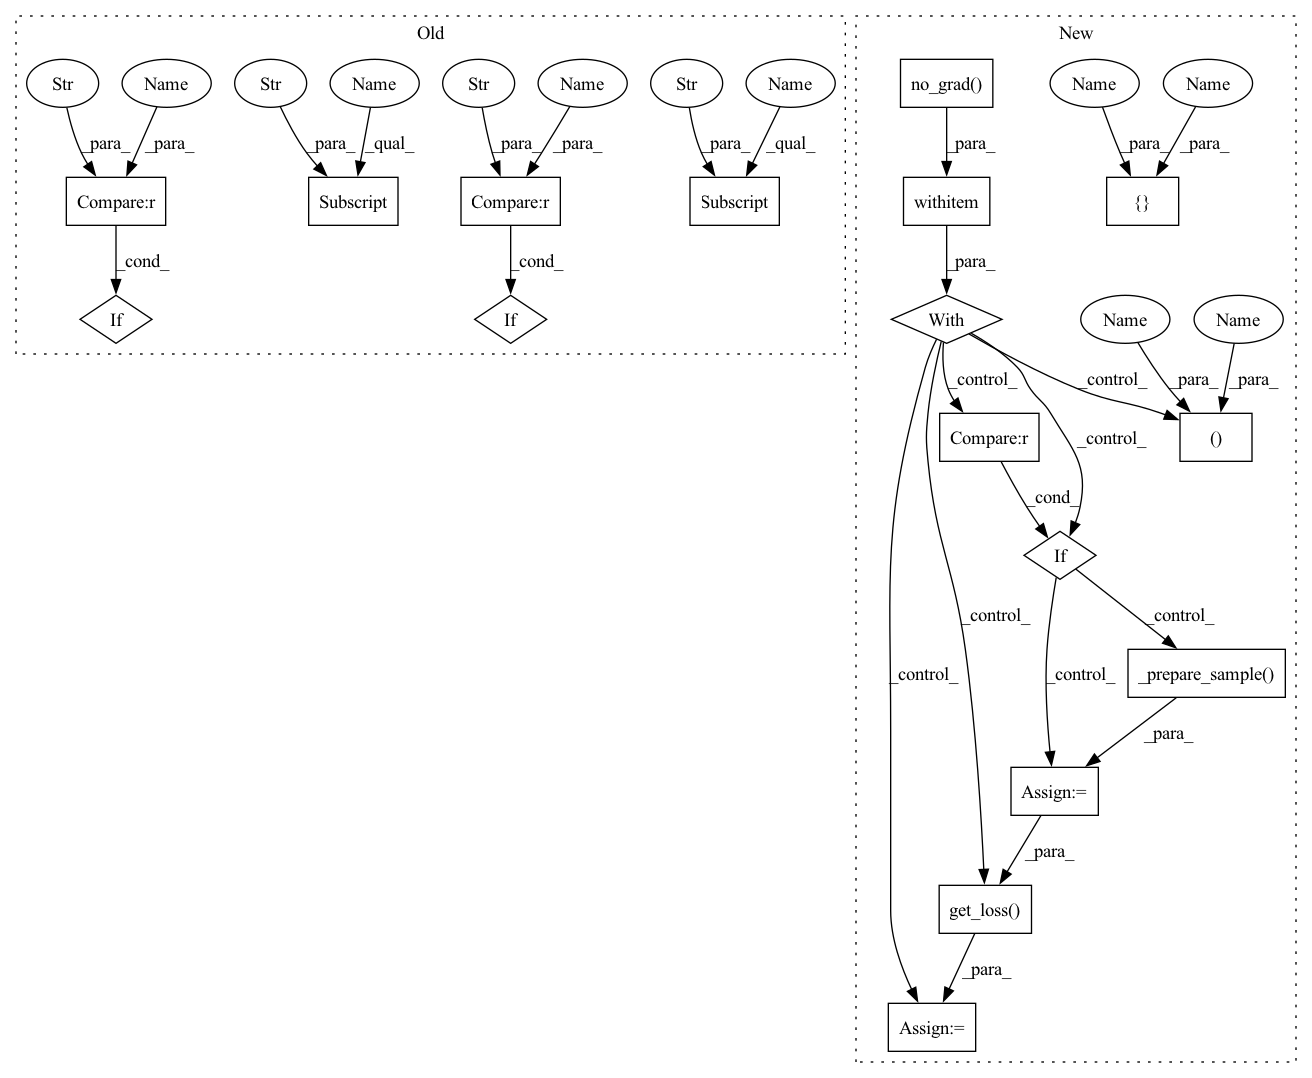 Old
New
Str
Name
Str
Name
Str
Name
Str
Name
no_grad()
Name
Name
_para_
_para_
_para_
_qual_
_para_
_para_
_para_
_qual_
_para_
_para_
_para_
Compare:r
Subscript
Compare:r
Subscript
withitem
{}
_cond_
_cond_
_para_
If
If
With
Name
Name
_control_
_control_
_para_
_para_
Compare:r
_control_
()
_cond_
If
_control_
_control_
_control_
_control_
_prepare_sample()
_para_
Assign:=
_para_
get_loss()
_para_
Assign:=